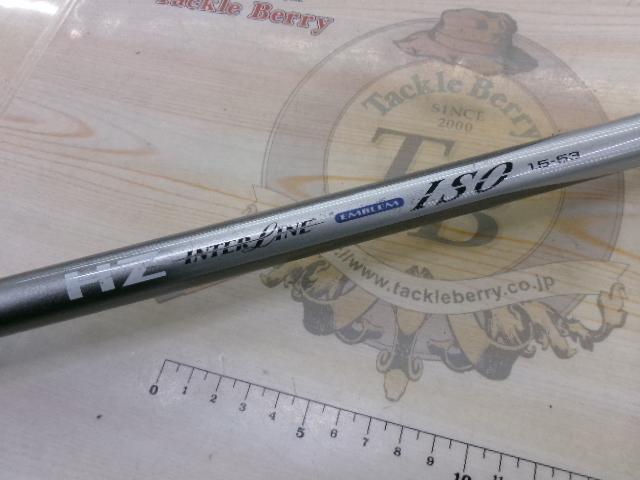 Tackle Berry
Tackle Berry
SINCE
2000
TB
HZ INTERLINE EMBLEM ISO 1.5-53
://www.tackleberry.co.jp
0 1 2 3 4 5 6 7 8 9 10